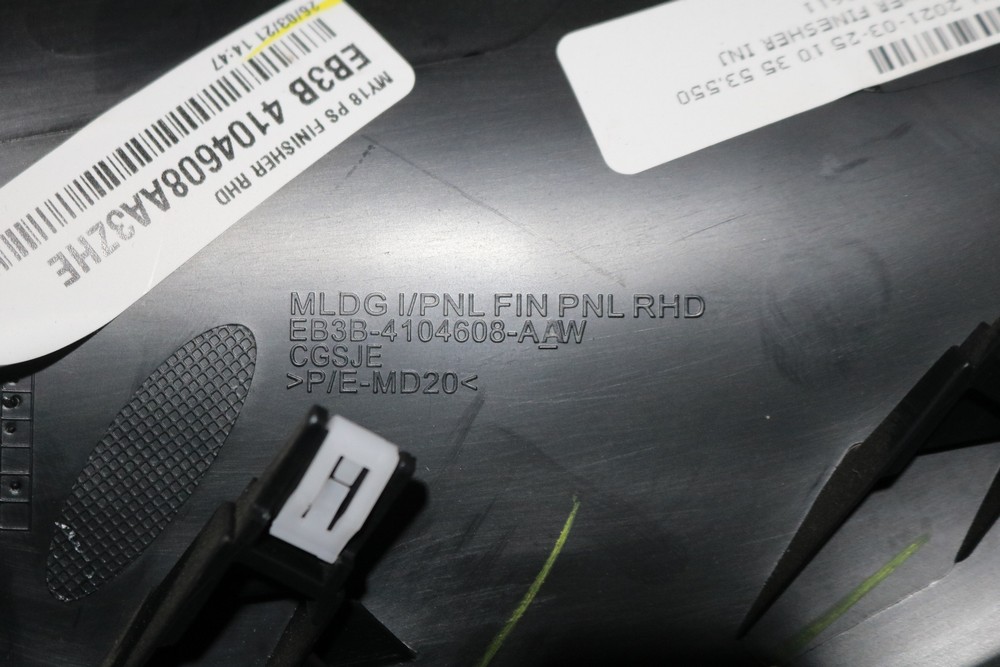 MLDG I/PNL FIN PNL RHD
EB3B-4104608-AAW
CGSJE
>P/E-MD20<
MY18 PS FINISHER RHD
EB3B 4104608AA3ZHE
26/03/21 14:47
2021-03-25 10 35 53.550
FINESHER INJ